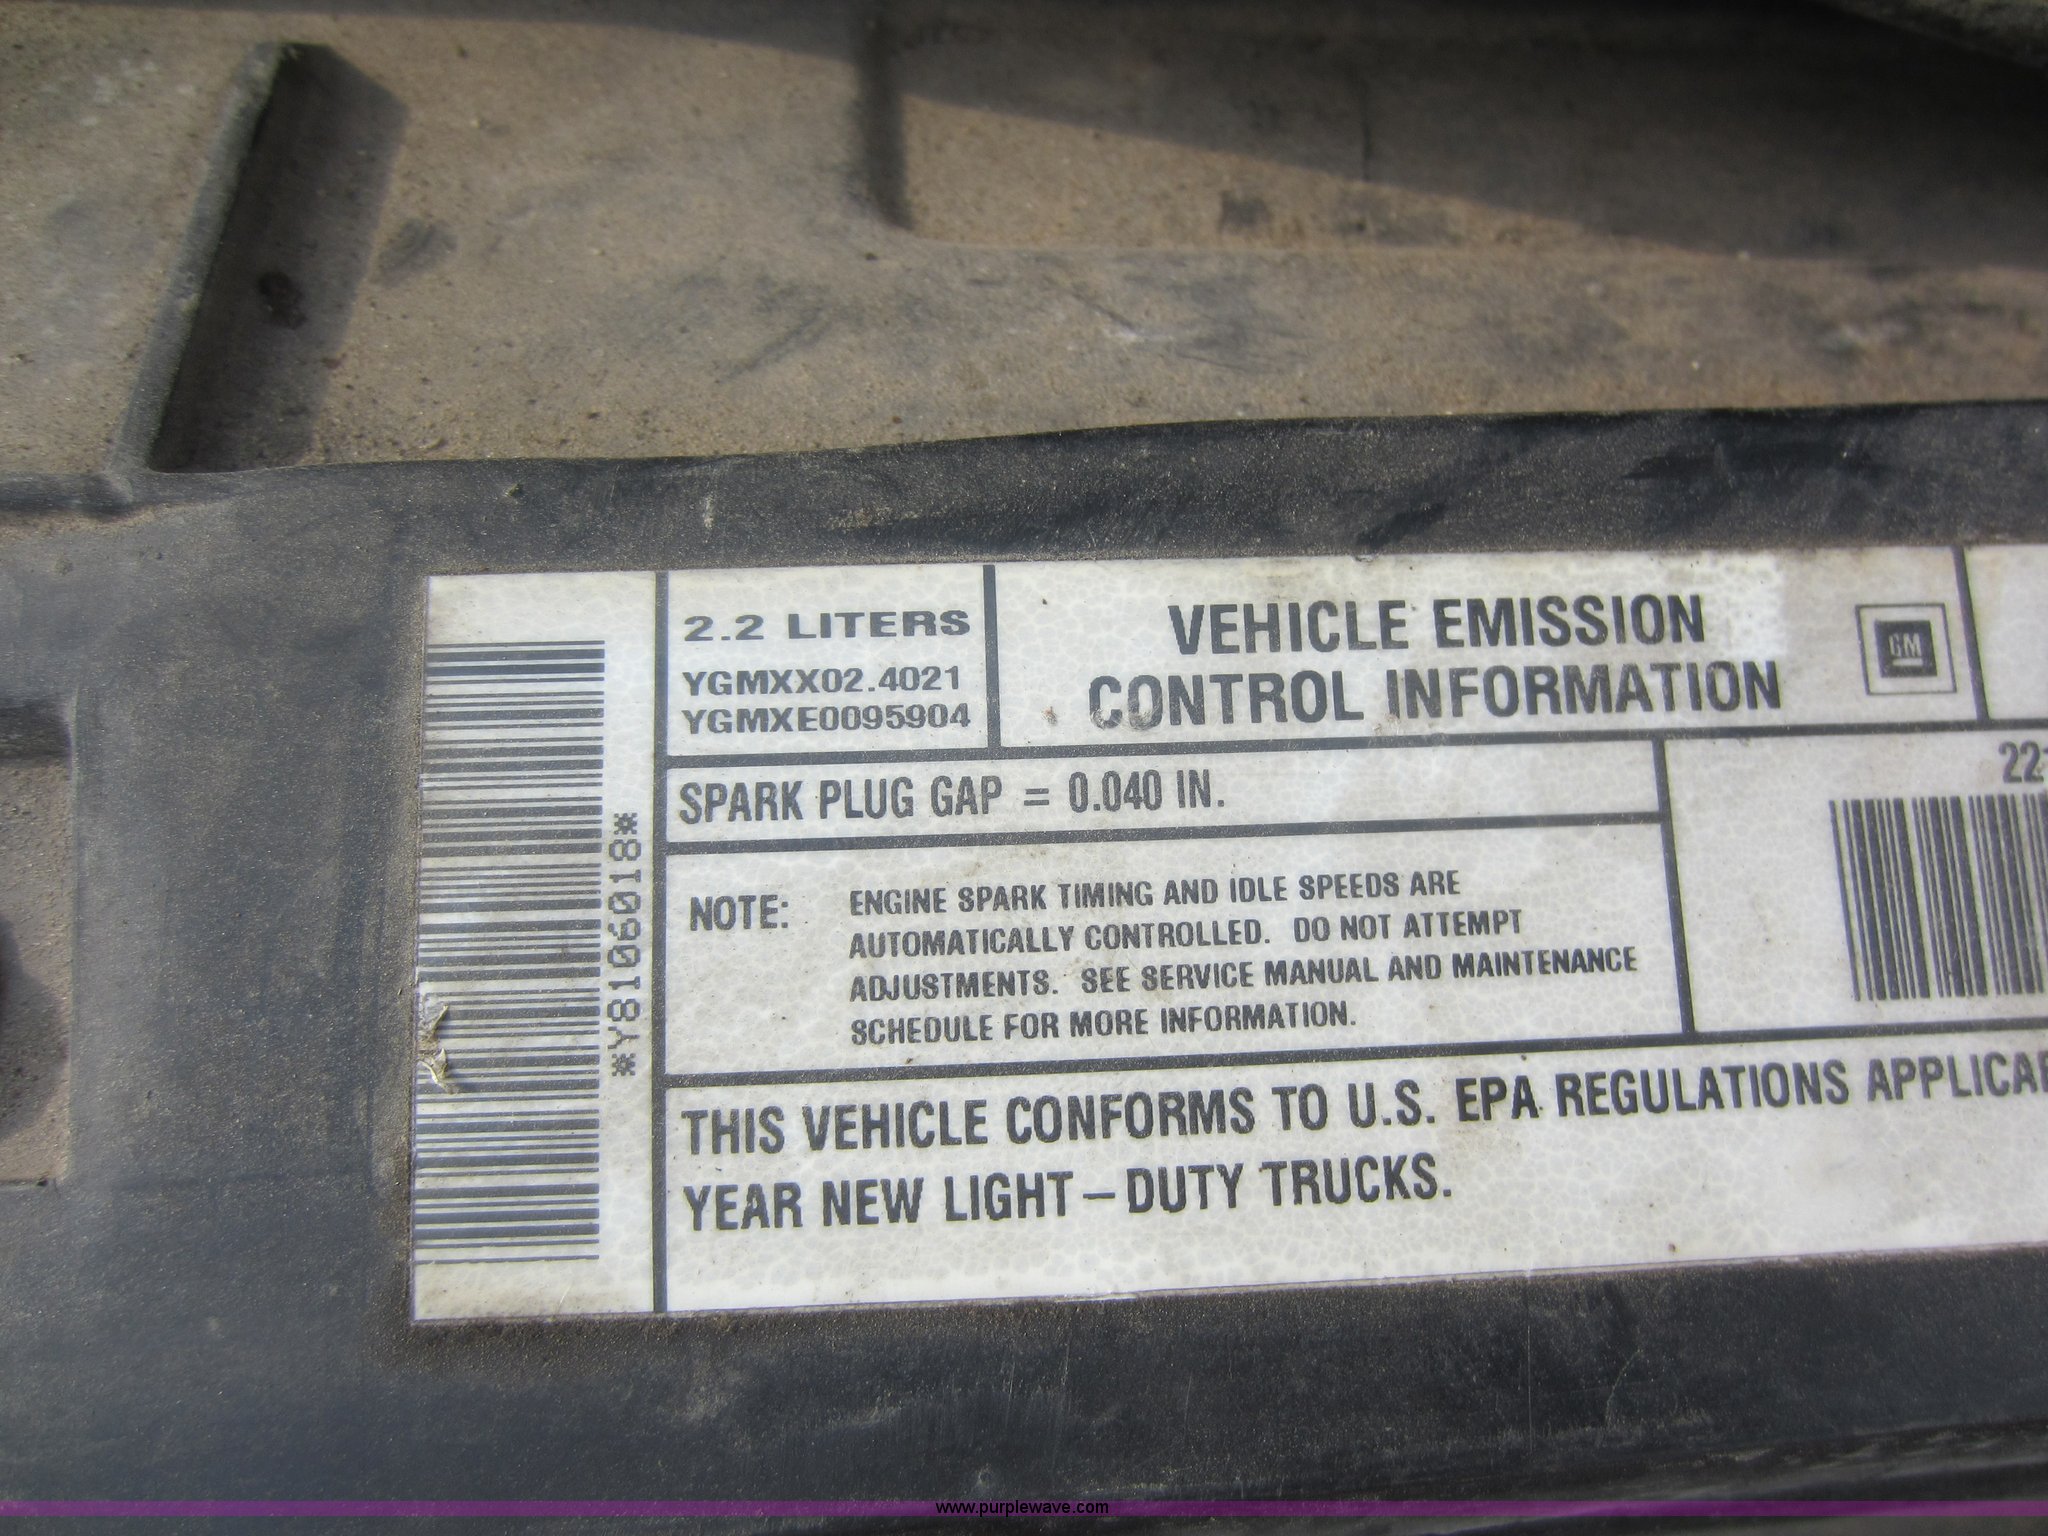 2.2 LITERS
YGMXX02.4021
YGMXE0095904
VEHICLE EMISSION
CONTROL INFORMATION
GM
SPARK PLUG GAP = 0.040 IN.
NOTE: ENGINE SPARK TIMING AND IDLE SPEEDS ARE
AUTOMATICALLY CONTROLLED. DO NOT ATTEMPT
ADJUSTMENTS. SEE SERVICE MANUAL AND MAINTENANCE
SCHEDULE FOR MORE INFORMATION.
THIS VEHICLE CONFORMS TO U.S. EPA REGULATIONS
YEAR NEW LIGHT-DUTY TRUCKS.
*Y81060018*
www.purplewave.com